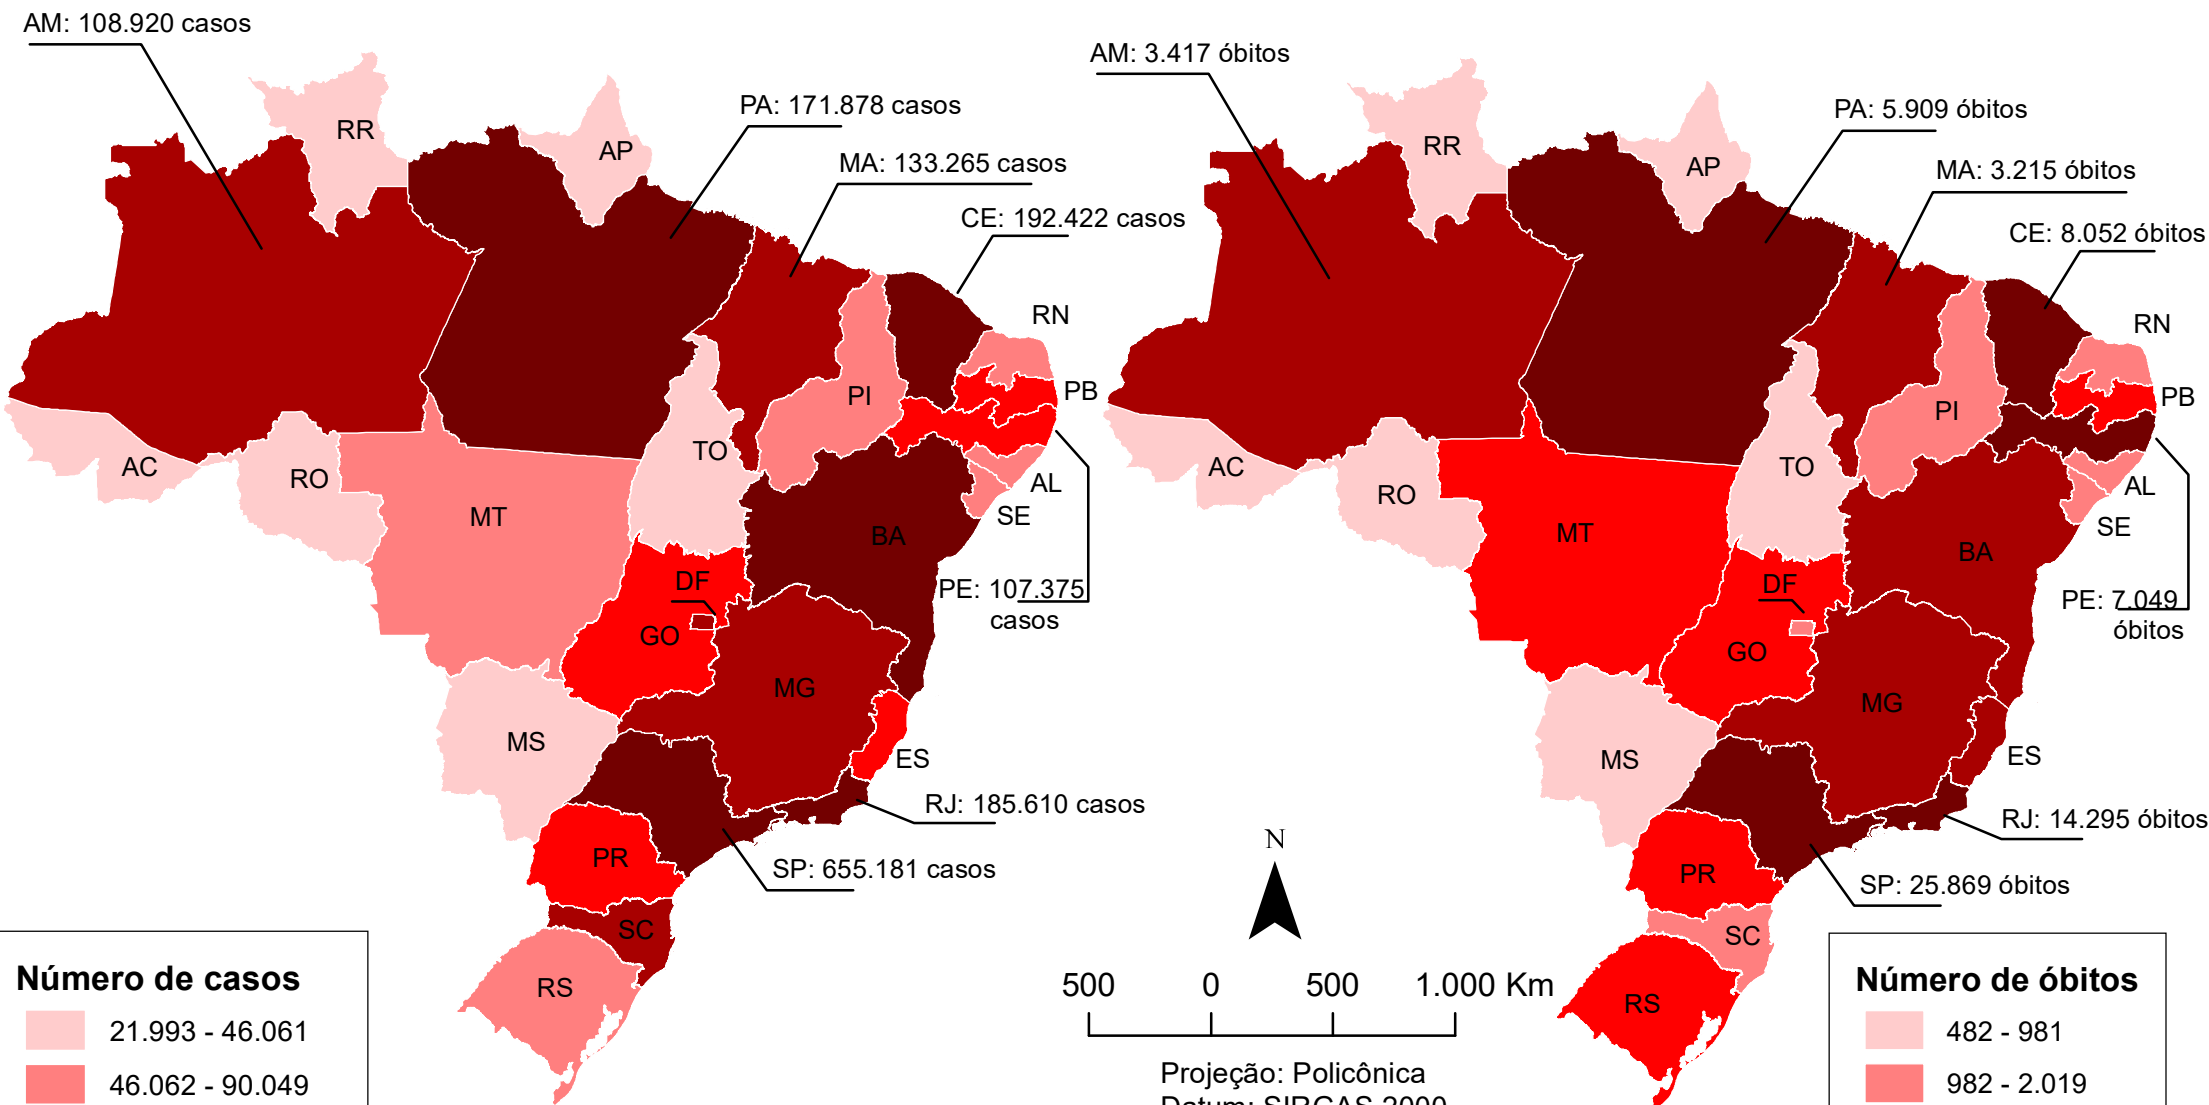 AM: 108.920 casos
RR
AP
PA: 171.878 casos
MA: 133.265 casos
CE: 192.422 casos
RN
PB
PI
TO
AC
RO
MT
AL
SE
BA
DF
GO
PE: 107.375
casos
MG
MS
ES
RJ: 185.610 casos
SP: 655.181 casos
PR
SC
RS
Número de casos
21.993 - 46.061
46.062 - 90.049
AM: 3.417 óbitos
RR
AP
PA: 5.909 óbitos
MA: 3.215 óbitos
CE: 8.052 óbitos
RN
PB
PI
TO
AC
RO
MT
AL
SE
BA
DF
GO
PE: 7.049
óbitos
MG
MS
ES
RJ: 14.295 óbitos
SP: 25.869 óbitos
PR
SC
RS
N
500 0 500 1.000 Km
Projeção: Policônica
Datum: SIRGAS 2000
Número de óbitos
482 - 981
982 - 2.019